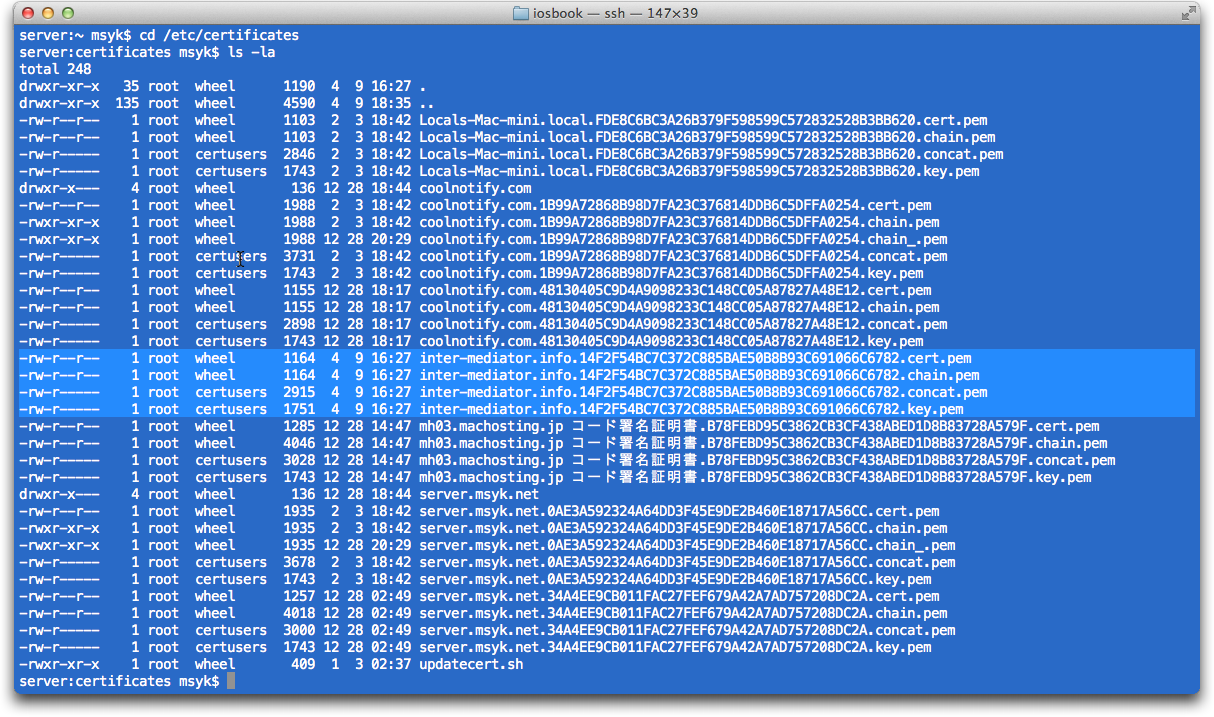 iosbook — ssh — 147×39
server:~ msyk$ cd /etc/certificates
server:certificates msyk$ ls -la
total 248
drwxr-xr-x   35 root  wheel      1190  4  9 16:27 .
drwxr-xr-x  135 root  wheel      4590  4  9 18:35 ..
-rw-r--r--    1 root  wheel      1103  2  3 18:42 Locals-Mac-mini.local.FDE8C6BC3A26B379F598599C572832528B3BB620.cert.pem
-rw-r--r--    1 root  wheel      1103  2  3 18:42 Locals-Mac-mini.local.FDE8C6BC3A26B379F598599C572832528B3BB620.chain.pem
-rw-r-----    1 root  certusers  2846  2  3 18:42 Locals-Mac-mini.local.FDE8C6BC3A26B379F598599C572832528B3BB620.concat.pem
-rw-r-----    1 root  certusers  1743  2  3 18:42 Locals-Mac-mini.local.FDE8C6BC3A26B379F598599C572832528B3BB620.key.pem
drwxr-x---    4 root  wheel       136 12 28 18:44 coolnotify.com
-rw-r--r--    1 root  wheel      1988  2  3 18:42 coolnotify.com.1B99A72868B98D7FA23C376814DDB6C5DFFA0254.cert.pem
-rwxr-xr-x    1 root  wheel      1988  2  3 18:42 coolnotify.com.1B99A72868B98D7FA23C376814DDB6C5DFFA0254.chain.pem
-rwxr-xr-x    1 root  wheel      1988 12 28 20:29 coolnotify.com.1B99A72868B98D7FA23C376814DDB6C5DFFA0254.chain_.pem
-rw-r-----    1 root  certusers  3731  2  3 18:42 coolnotify.com.1B99A72868B98D7FA23C376814DDB6C5DFFA0254.concat.pem
-rw-r-----    1 root  certusers  1743  2  3 18:42 coolnotify.com.1B99A72868B98D7FA23C376814DDB6C5DFFA0254.key.pem
-rw-r--r--    1 root  wheel      1155 12 28 18:17 coolnotify.com.48130405C9D4A9098233C148CC05A87827A48E12.cert.pem
-rw-r--r--    1 root  wheel      1155 12 28 18:17 coolnotify.com.48130405C9D4A9098233C148CC05A87827A48E12.chain.pem
-rw-r-----    1 root  certusers  2898 12 28 18:17 coolnotify.com.48130405C9D4A9098233C148CC05A87827A48E12.concat.pem
-rw-r-----    1 root  certusers  1743 12 28 18:17 coolnotify.com.48130405C9D4A9098233C148CC05A87827A48E12.key.pem
-rw-r--r--    1 root  wheel      1164  4  9 16:27 inter-mediator.info.14F2F54BC7C372C885BAE50B8B93C691066C6782.cert.pem
-rw-r--r--    1 root  wheel      1164  4  9 16:27 inter-mediator.info.14F2F54BC7C372C885BAE50B8B93C691066C6782.chain.pem
-rw-r-----    1 root  certusers  2915  4  9 16:27 inter-mediator.info.14F2F54BC7C372C885BAE50B8B93C691066C6782.concat.pem
-rw-r-----    1 root  certusers  1751  4  9 16:27 inter-mediator.info.14F2F54BC7C372C885BAE50B8B93C691066C6782.key.pem
-rw-r--r--    1 root  wheel      1285 12 28 14:47 mh03.machosting.jp コード署名証明書.B78FEBD95C3862CB3CF438ABED1D8B83728A579F.cert.pem
-rw-r--r--    1 root  wheel      4046 12 28 14:47 mh03.machosting.jp コード署名証明書.B78FEBD95C3862CB3CF438ABED1D8B83728A579F.chain.pem
-rw-r-----    1 root  certusers  3028 12 28 14:47 mh03.machosting.jp コード署名証明書.B78FEBD95C3862CB3CF438ABED1D8B83728A579F.concat.pem
-rw-r-----    1 root  certusers  1743 12 28 14:47 mh03.machosting.jp コード署名証明書.B78FEBD95C3862CB3CF438ABED1D8B83728A579F.key.pem
drwxr-x---    4 root  wheel       136 12 28 18:44 server.msyk.net
-rw-r--r--    1 root  wheel      1935  2  3 18:42 server.msyk.net.0AE3A592324A64DD3F45E9DE2B460E18717A56CC.cert.pem
-rwxr-xr-x    1 root  wheel      1935  2  3 18:42 server.msyk.net.0AE3A592324A64DD3F45E9DE2B460E18717A56CC.chain.pem
-rwxr-xr-x    1 root  wheel      1935 12 28 20:29 server.msyk.net.0AE3A592324A64DD3F45E9DE2B460E18717A56CC.chain_.pem
-rw-r-----    1 root  certusers  3678  2  3 18:42 server.msyk.net.0AE3A592324A64DD3F45E9DE2B460E18717A56CC.concat.pem
-rw-r-----    1 root  certusers  1743  2  3 18:42 server.msyk.net.0AE3A592324A64DD3F45E9DE2B460E18717A56CC.key.pem
-rw-r--r--    1 root  wheel      1257 12 28 02:49 server.msyk.net.34A4EE9CB011FAC27FEF679A42A7AD757208DC2A.cert.pem
-rw-r--r--    1 root  wheel      4018 12 28 02:49 server.msyk.net.34A4EE9CB011FAC27FEF679A42A7AD757208DC2A.chain.pem
-rw-r-----    1 root  certusers  3000 12 28 02:49 server.msyk.net.34A4EE9CB011FAC27FEF679A42A7AD757208DC2A.concat.pem
-rw-r-----    1 root  certusers  1743 12 28 02:49 server.msyk.net.34A4EE9CB011FAC27FEF679A42A7AD757208DC2A.key.pem
-rwxr-xr-x    1 root  wheel       409  1  3 02:37 updatecert.sh
server:certificates msyk$